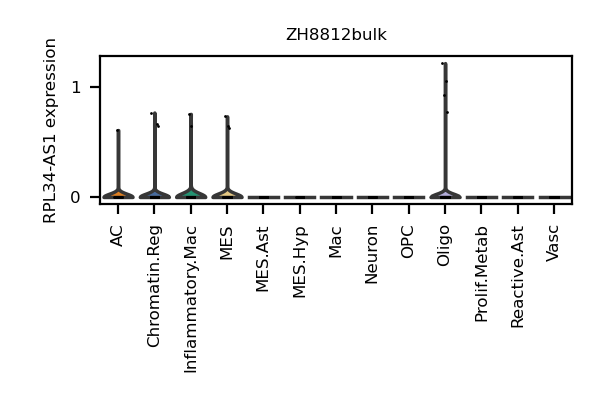 ZH8812bulk
RPL34-AS1 expression
1
0
AC
Chromatin.Reg
Inflammatory.Mac
MES
MES.Ast
MES.Hyp
Mac
Neuron
OPC
Oligo
Prolif.Metab
Reactive.Ast
Vasc